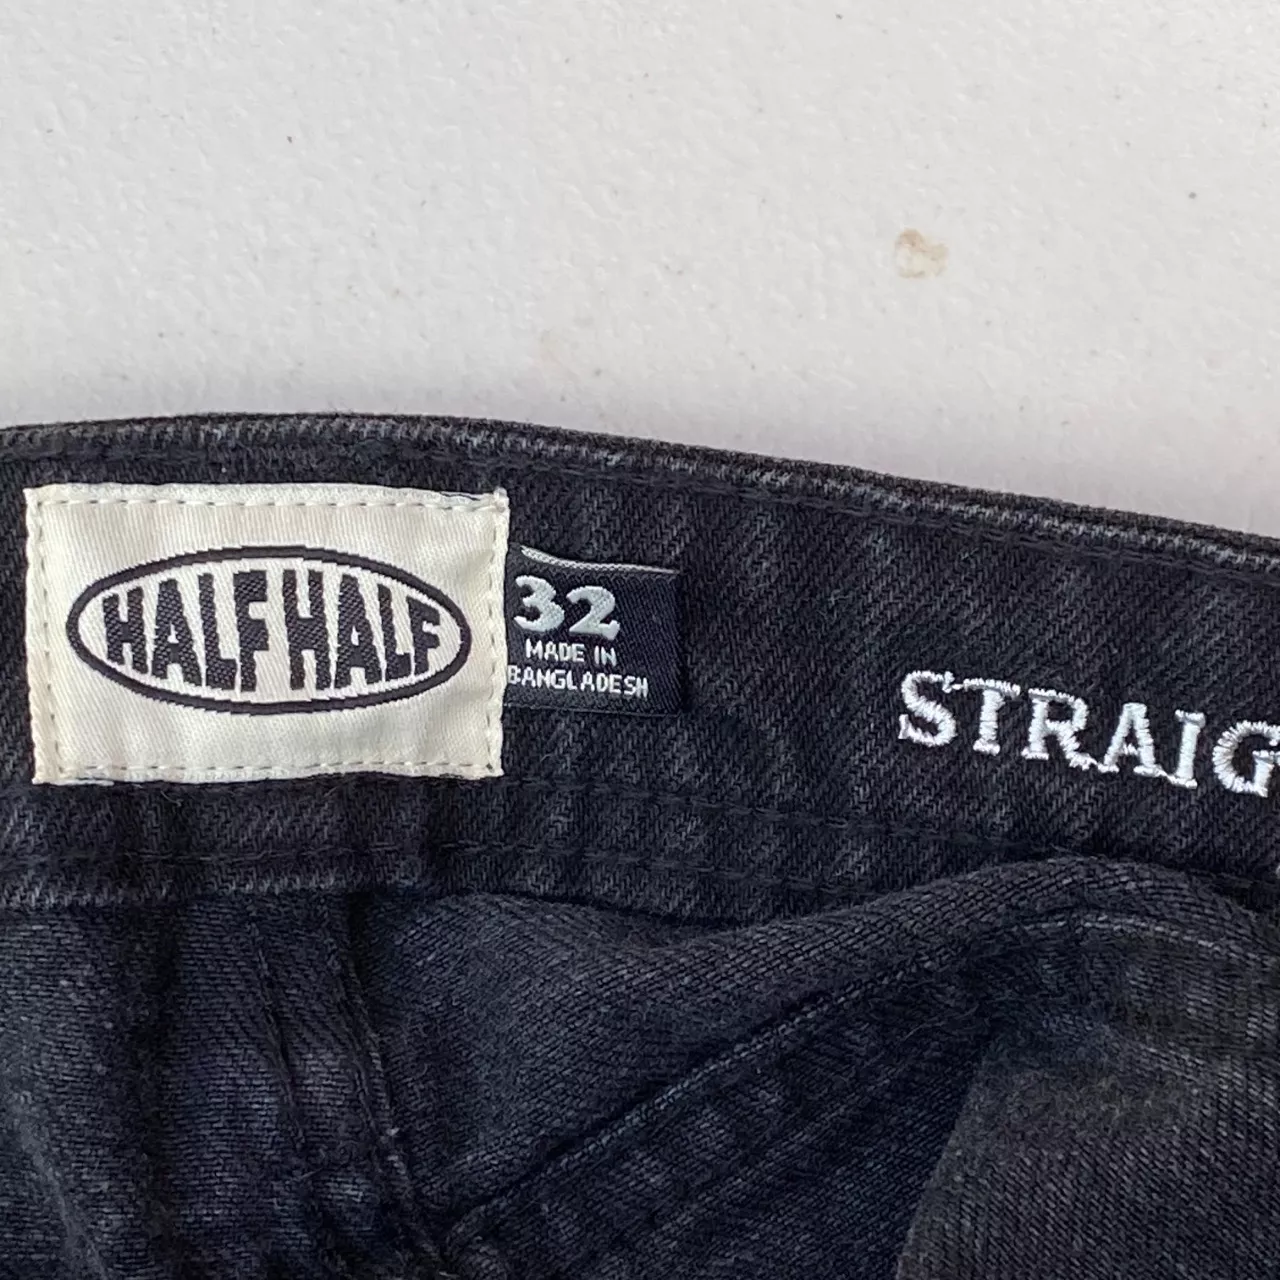 HALF HALF
32
MADE IN
BANGLADESH
STRAIG